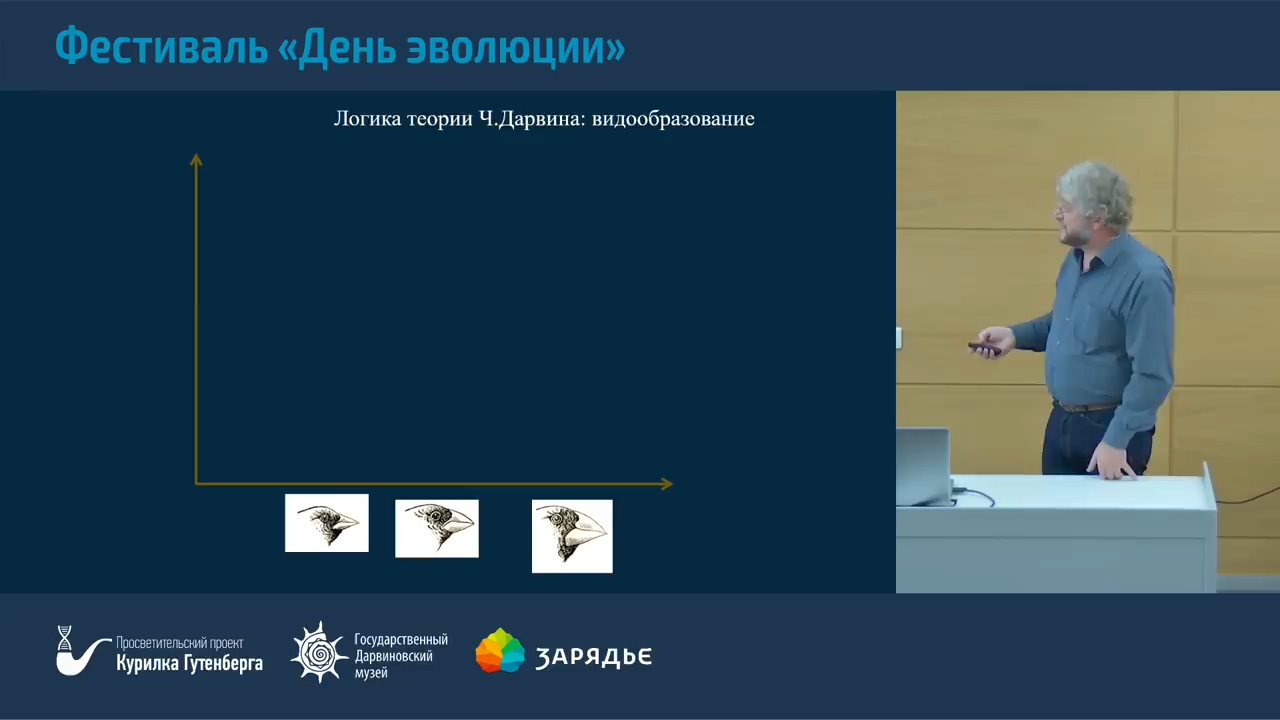 Фестиваль «День эволюции»
Логика теории Ч.Дарвина: видообразование
Просветительский проект
Курилка Гутенберга
Государственный
Дарвиновский
музей
ЗАРЯДЬЕ